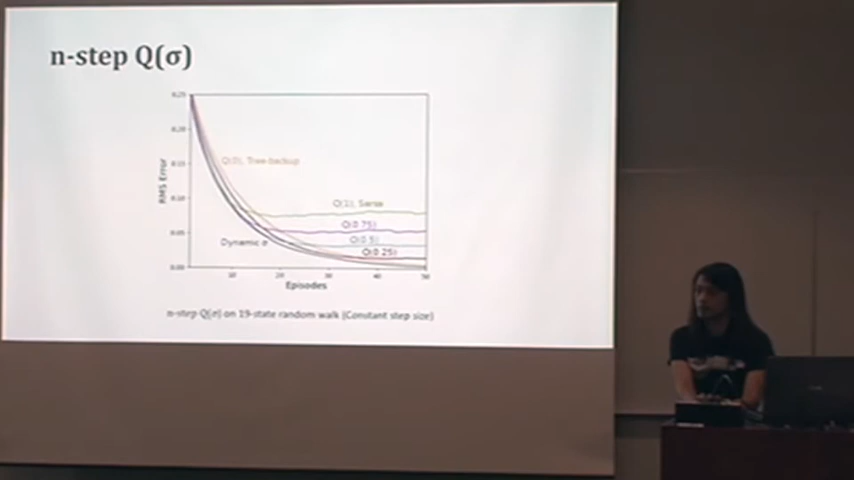 n-step Q(σ)
0.25
0.20
0.15
0.10
0.05
0.00
RMS Error
Q(0), Tree-backup
Q(1), Sarsa
Q(0.75)
Q(0.5)
Q(0.25)
Dynamic σ
10
20
30
40
50
Episodes
n-step Q(σ) on 19-state random walk (Constant step size)